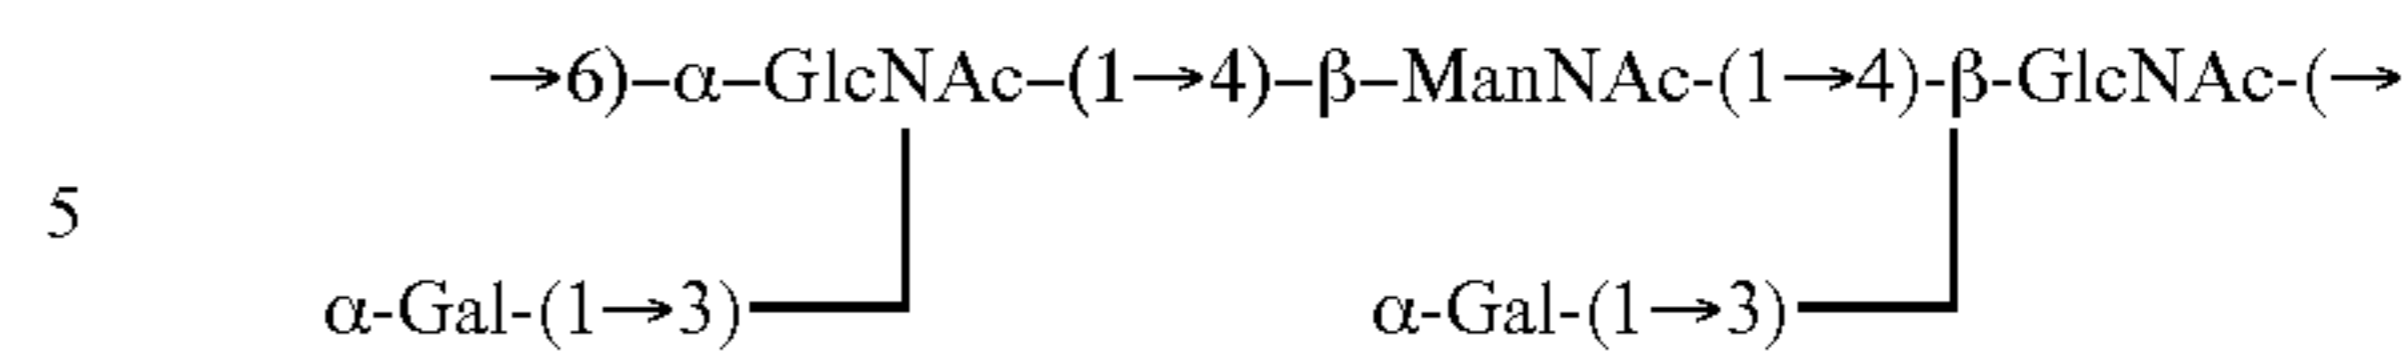 →6)–α–GlcNAc–(1→4)–β–ManNAc-(1→4)-β-GlcNAc-(→
5
α-Gal-(1→3) α-Gal-(1→3)